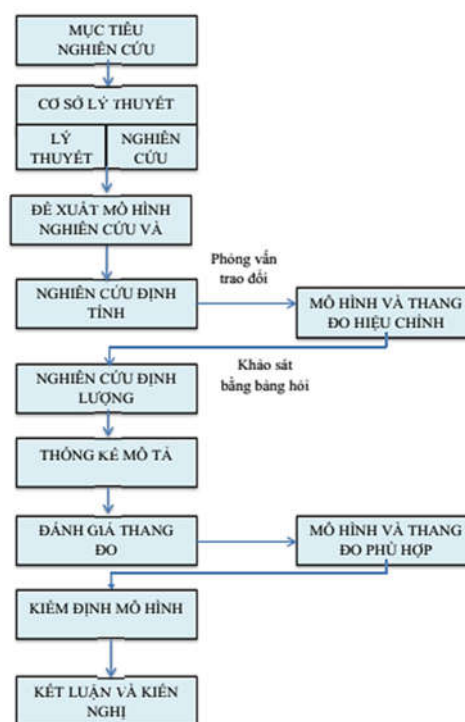 MỤC TIÊU
NGHIÊN CỨU
CƠ SỞ LÝ THUYẾT
LÝ
THUYẾT
NGHIÊN
CỨU
ĐỀ XUẤT MÔ HÌNH
NGHIÊN CỨU VÀ
Phỏng vấn
trao đổi
NGHIÊN CỨU ĐỊNH
TÍNH
MÔ HÌNH VÀ THANG
ĐO HIỆU CHỈNH
Khảo sát
bằng bảng hỏi
NGHIÊN CỨU ĐỊNH
LƯỢNG
THỐNG KÊ MÔ TẢ
ĐÁNH GIÁ THANG
ĐO
MÔ HÌNH VÀ THANG
ĐO PHÙ HỢP
KIỂM ĐỊNH MÔ HÌNH
KẾT LUẬN VÀ KIẾN
NGHỊ